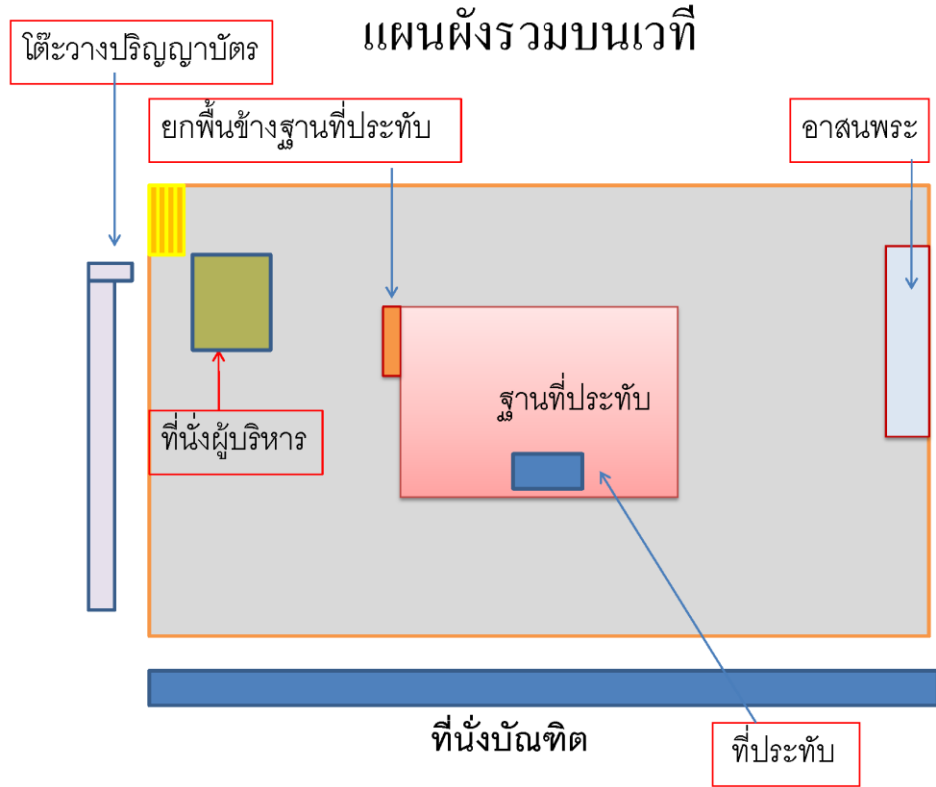 แผนผังรวมบนเวที
โต๊ะวางปริญญาบัตร
ยกพื้นข้างฐานที่ประทับ
อาสนพระ
ฐานที่ประทับ
ที่นั่งผู้บริหาร
ที่นั่งบัณฑิต
ที่ประทับ